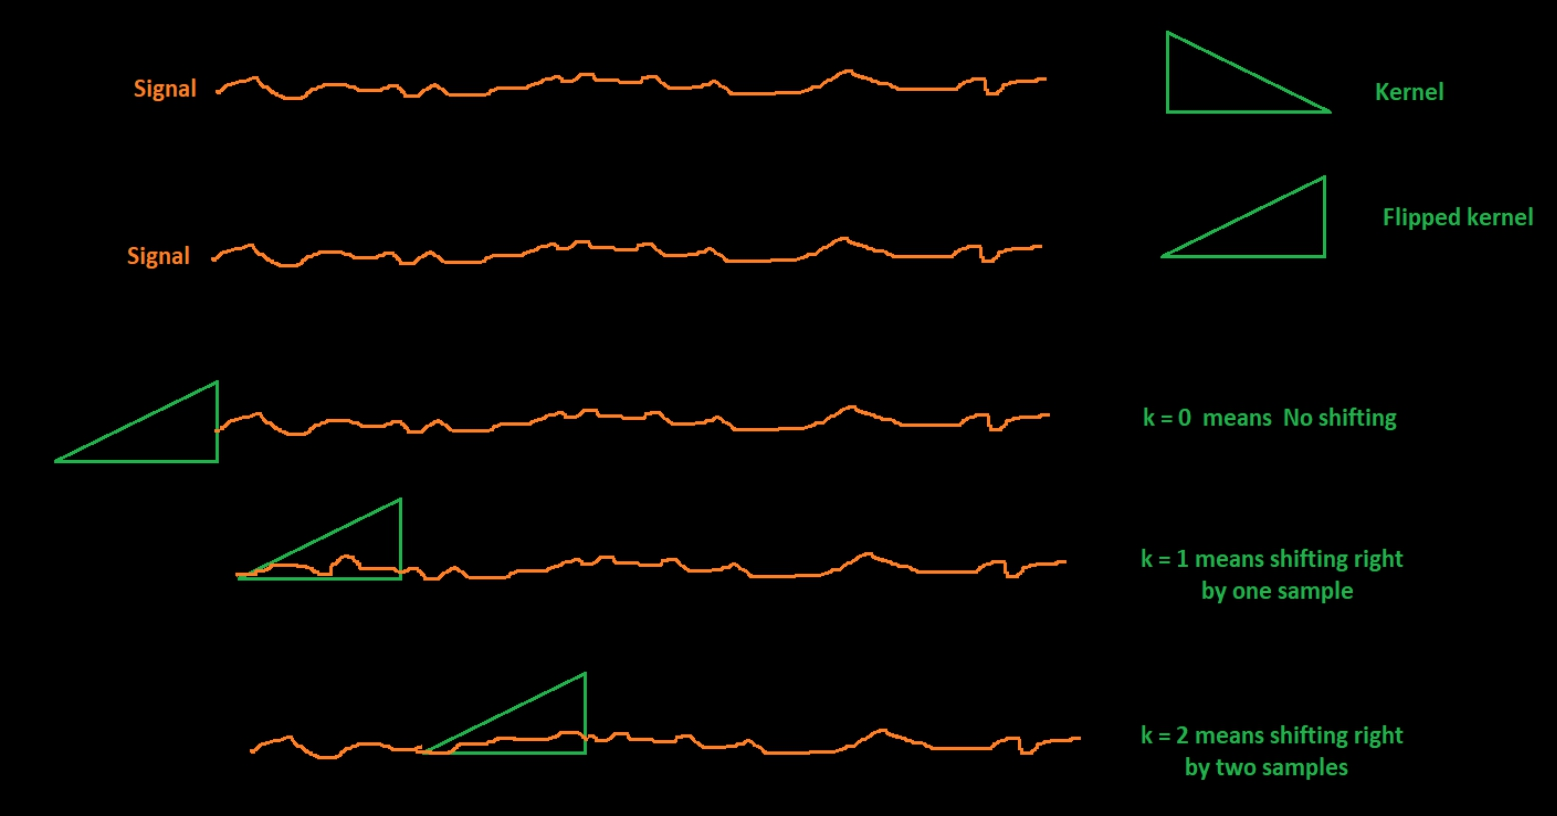 Signal
Kernel
Flipped kernel
Signal
k = 0 means No shifting
k = 1 means shifting right
by one sample
k = 2 means shifting right
by two samples